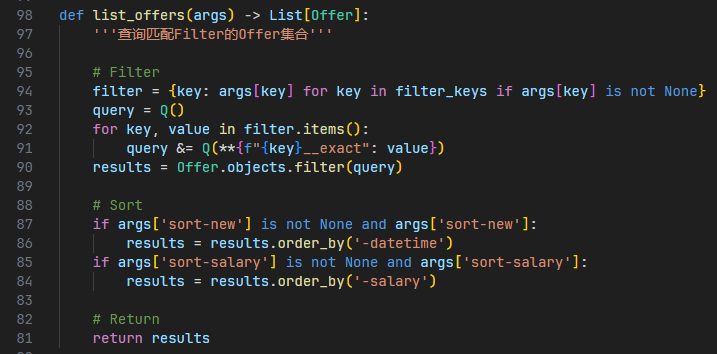 98 def list_offers(args) -> List[Offer]:
97     '''查询匹配Filter的Offer集合'''
96
95     # Filter
94     filter = {key: args[key] for key in filter_keys if args[key] is not None}
93     query = Q()
92     for key, value in filter.items():
91         query &= Q(**{f"{key}__exact": value})
90     results = Offer.objects.filter(query)
89
88     # Sort
87     if args['sort-new'] is not None and args['sort-new']:
86         results = results.order_by('-datetime')
85     if args['sort-salary'] is not None and args['sort-salary']:
84         results = results.order_by('-salary')
83
82     # Return
81     return results